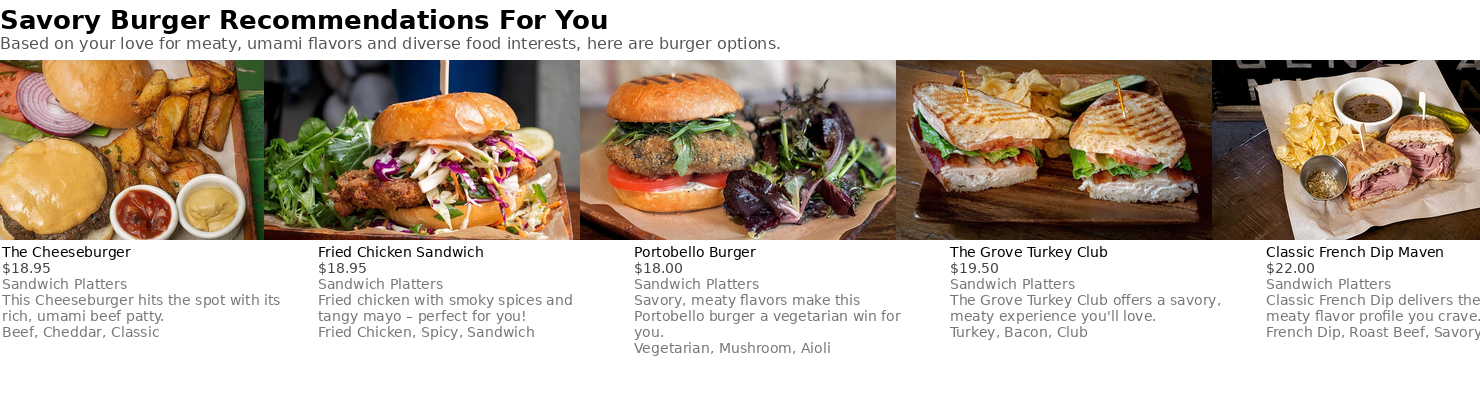 Savory Burger Recommendations For You
Based on your love for meaty, umami flavors and diverse food interests, here are burger options.
The Cheeseburger
$18.95
Sandwich Platters
This Cheeseburger hits the spot with its
rich, umami beef patty.
Beef, Cheddar, Classic
Fried Chicken Sandwich
$18.95
Sandwich Platters
Fried chicken with smoky spices and
tangy mayo – perfect for you!
Fried Chicken, Spicy, Sandwich
Portobello Burger
$18.00
Sandwich Platters
Savory, meaty flavors make this
Portobello burger a vegetarian win for
you.
Vegetarian, Mushroom, Aioli
The Grove Turkey Club
$19.50
Sandwich Platters
The Grove Turkey Club offers a savory,
meaty experience you'll love.
Turkey, Bacon, Club
Classic French Dip Maven
$22.00
Sandwich Platters
Classic French Dip delivers the
meaty flavor profile you crave.
French Dip, Roast Beef, Savory